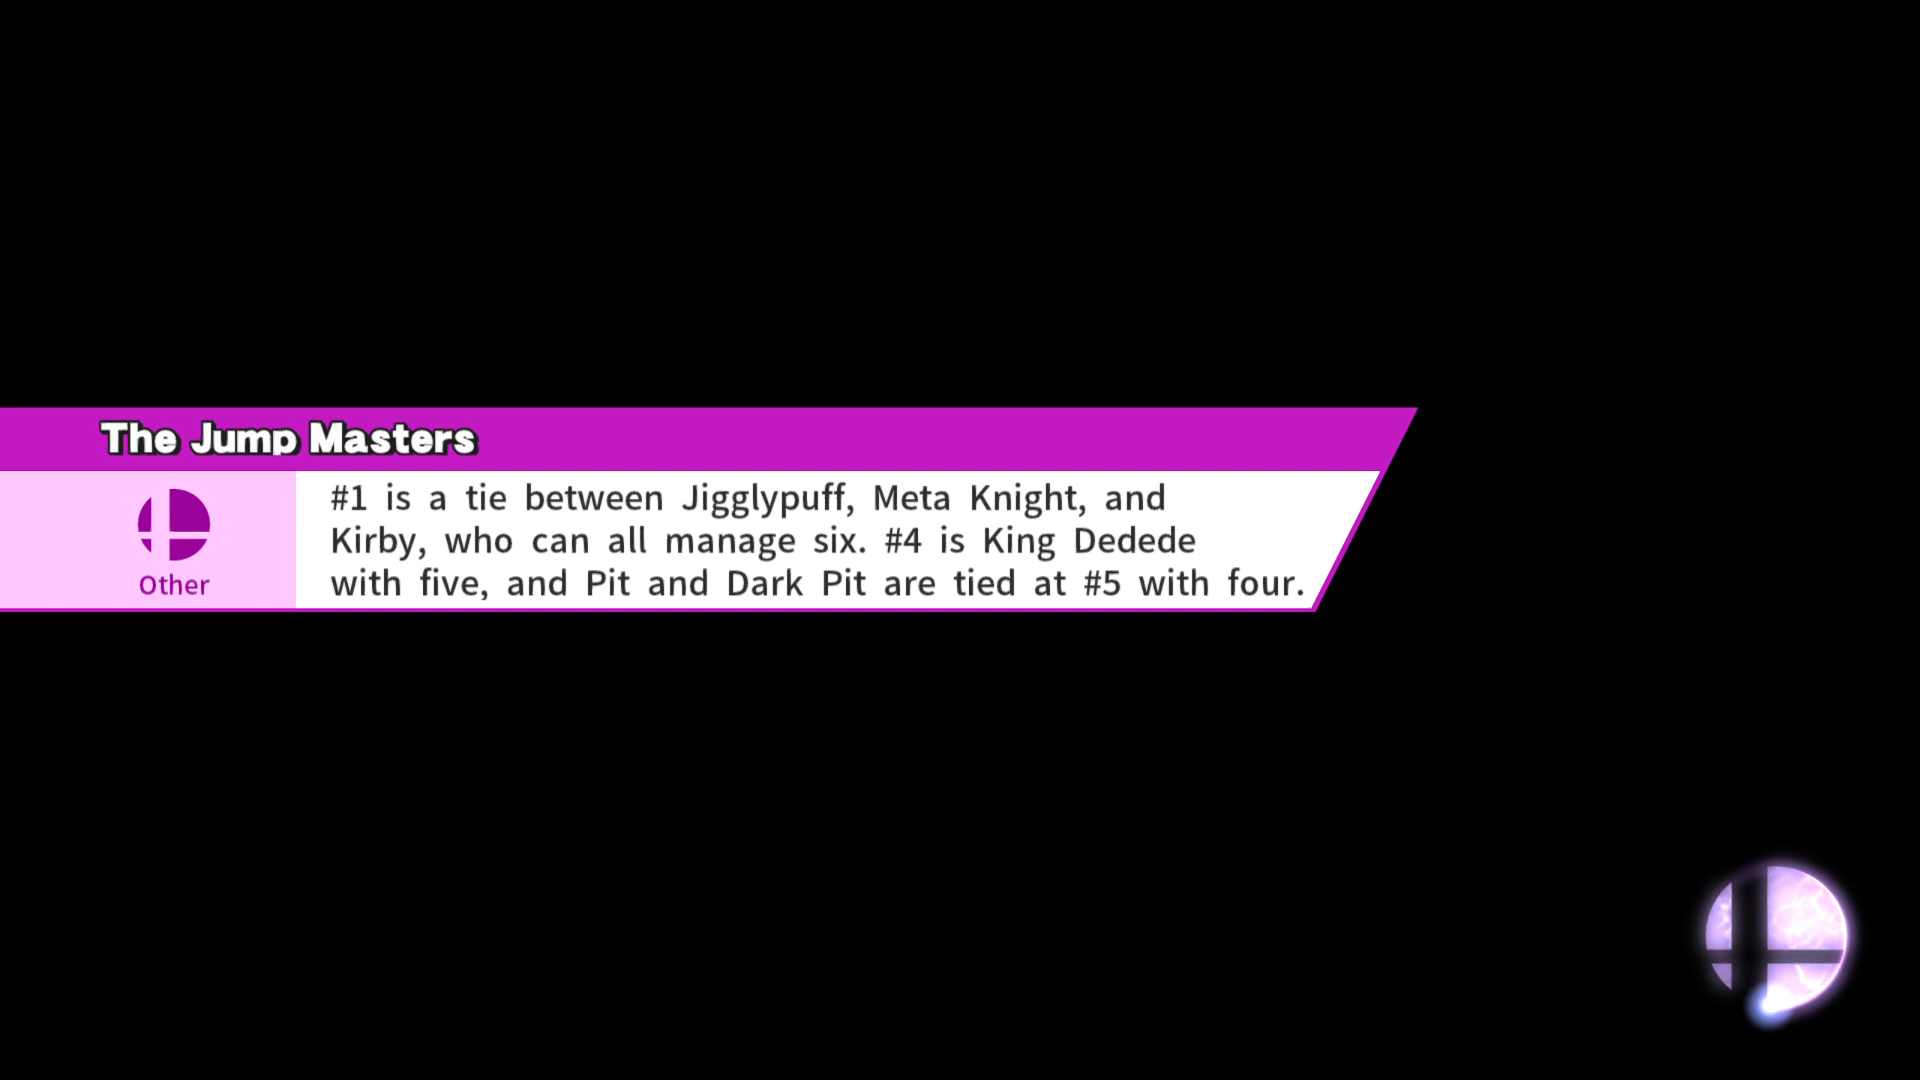 The Jump Masters
Other
#1 is a tie between Jigglypuff, Meta Knight, and
Kirby, who can all manage six. #4 is King Dedede
with five, and Pit and Dark Pit are tied at #5 with four.